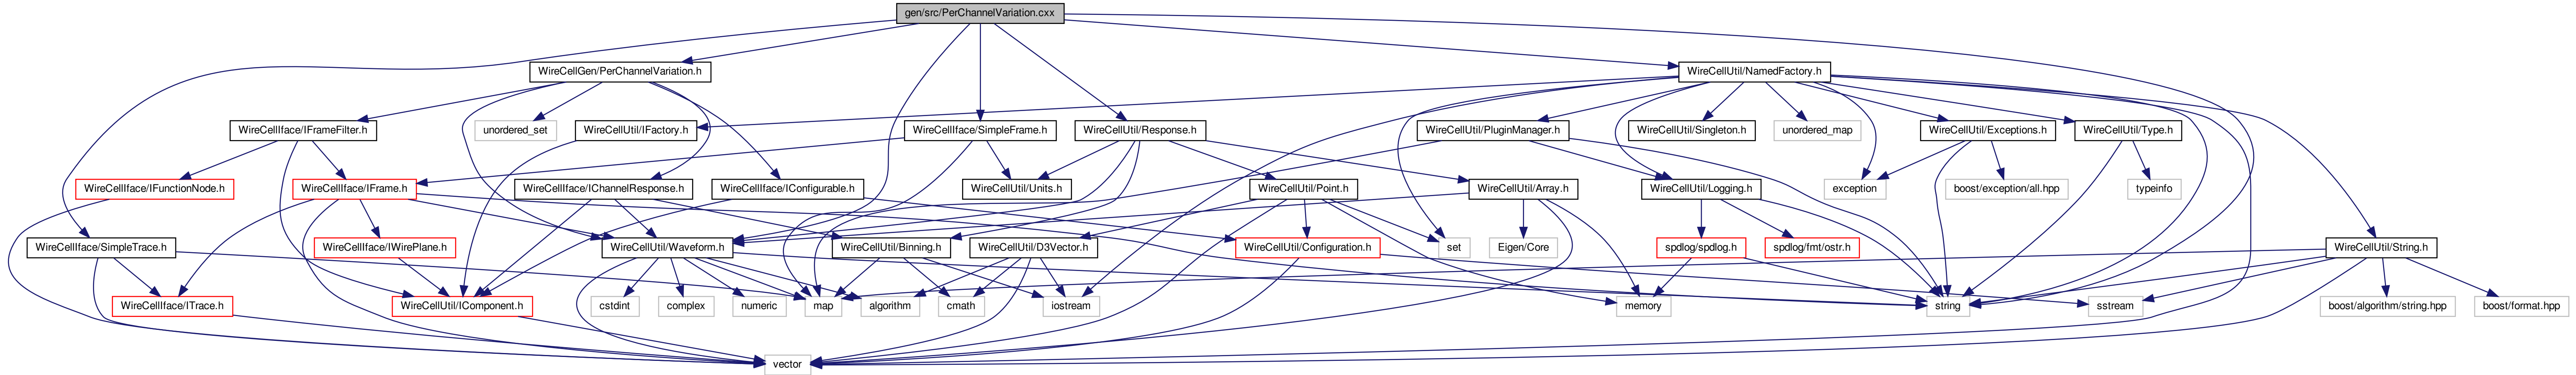 gen/src/PerChannelVariation.cxx
WireCellGen/PerChannelVariation.h
WireCellUtil/NamedFactory.h
WireCellIface/IFrameFilter.h
unordered_set
WireCellUtil/IFactory.h
WireCellIface/SimpleFrame.h
WireCellUtil/Response.h
WireCellUtil/PluginManager.h
WireCellUtil/Singleton.h
unordered_map
WireCellUtil/Exceptions.h
WireCellUtil/Type.h
WireCellIface/IFunctionNode.h
WireCellIface/IFrame.h
WireCellIface/IChannelResponse.h
WireCellIface/IConfigurable.h
WireCellUtil/Units.h
WireCellUtil/Point.h
WireCellUtil/Array.h
WireCellUtil/Logging.h
exception
boost/exception/all.hpp
typeinfo
WireCellIface/SimpleTrace.h
WireCellIface/IWirePlane.h
WireCellUtil/Waveform.h
WireCellUtil/Binning.h
WireCellUtil/D3Vector.h
WireCellUtil/Configuration.h
set
Eigen/Core
spdlog/spdlog.h
spdlog/fmt/ostr.h
WireCellUtil/String.h
WireCellIface/ITrace.h
WireCellUtil/IComponent.h
cstdint
complex
numeric
map
algorithm
cmath
iostream
memory
string
sstream
boost/algorithm/string.hpp
boost/format.hpp
vector